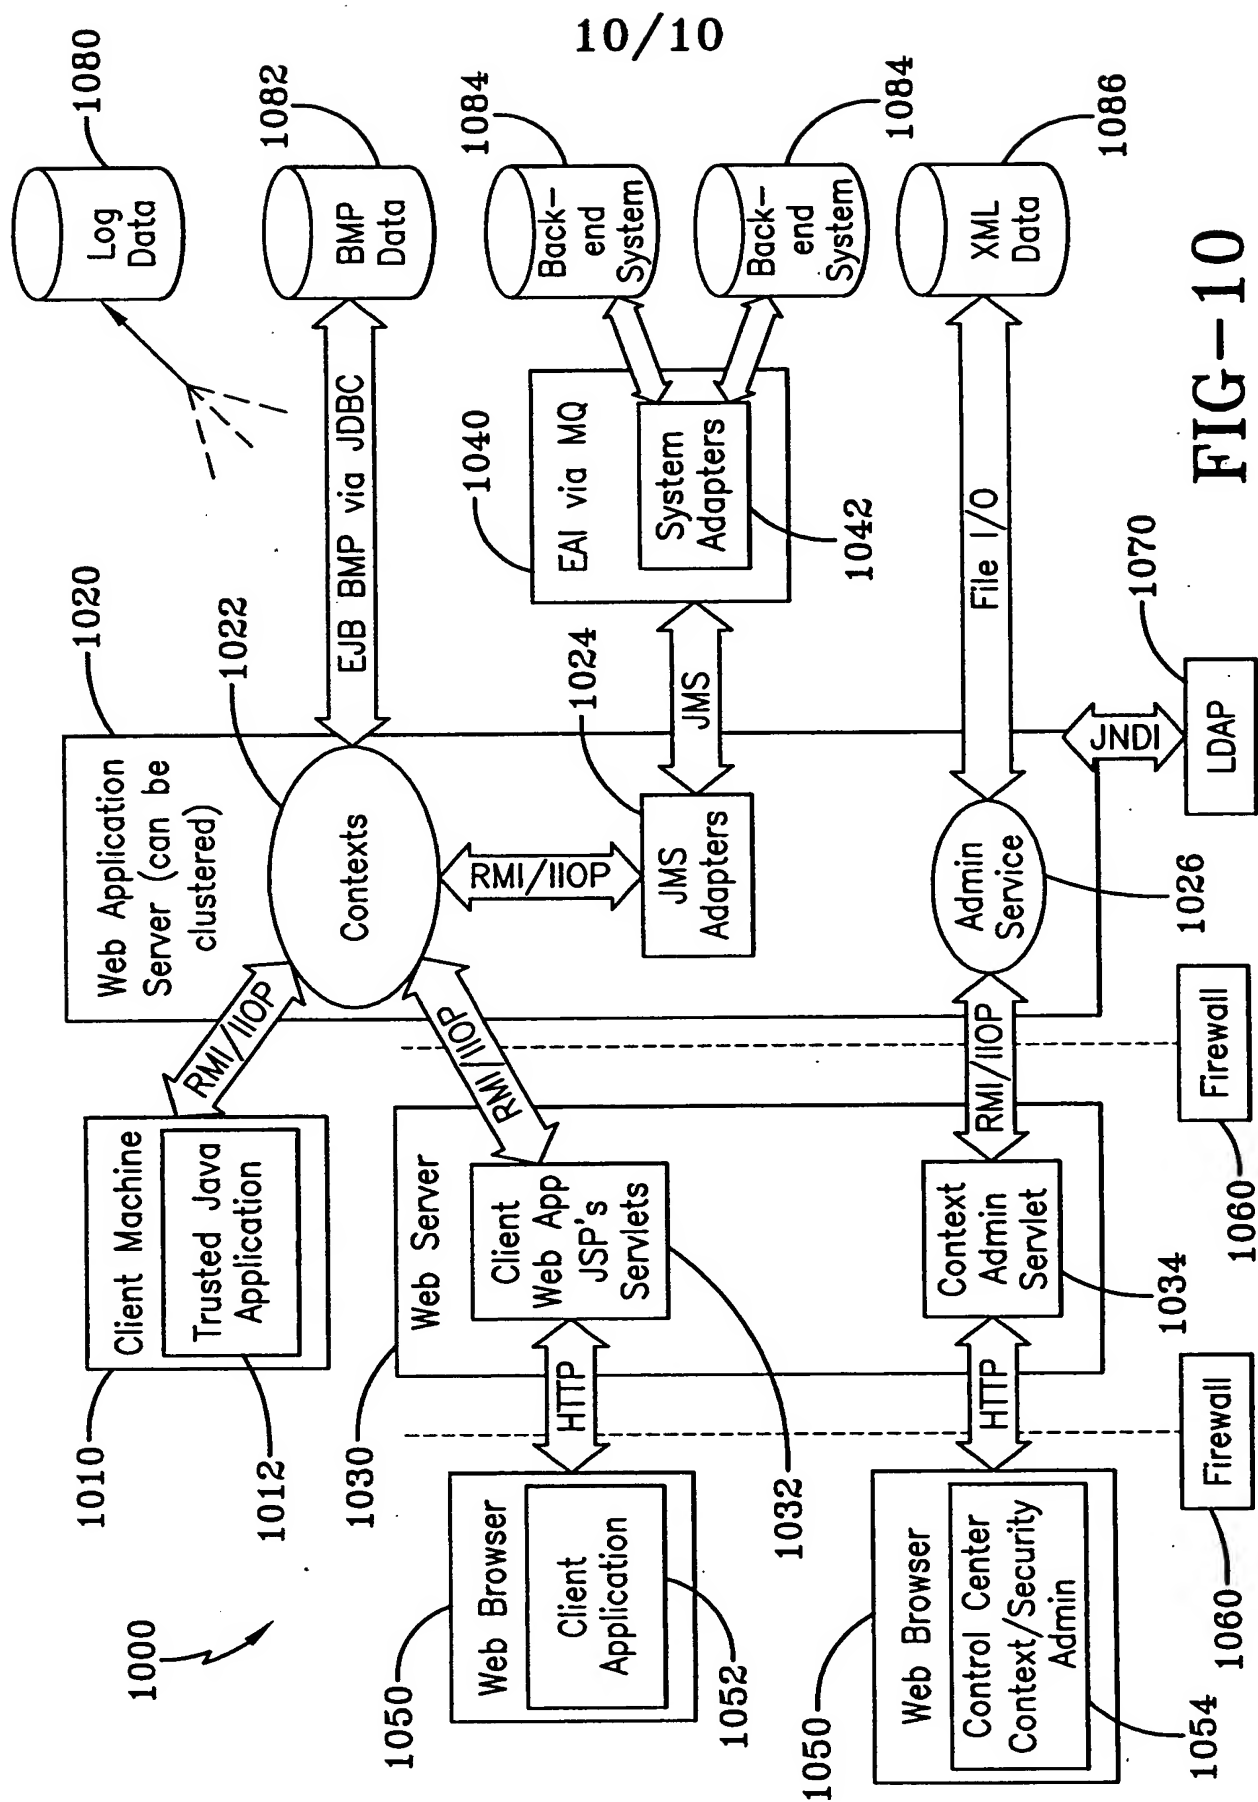 10/10
1000
1010
Client Machine
Trusted Java
Application
1012
RMI/IIOP
1020
Web Application
Server (can be
clustered)
1022
Contexts
EJB BMP via JDBC
1080
Log
Data
1082
BMP
Data
1030
Web Server
Client
Web App
JSP's
Servlets
1032
RMI/IIOP
RMI/IIOP
1024
JMS
Adapters
JMS
1040
EAI via MQ
System
Adapters
1042
1084
Back-
end
System
Back-
end
System
1084
1050
Web Browser
Client
Application
1052
HTTP
1050
Web Browser
Control Center
Context/Security
Admin
1054
HTTP
Context
Admin
Servlet
1034
RMI/IIOP
Admin
Service
1026
File I/O
1086
XML
Data
JNDI
LDAP
1070
Firewall
1060
Firewall
1060
FIG-10